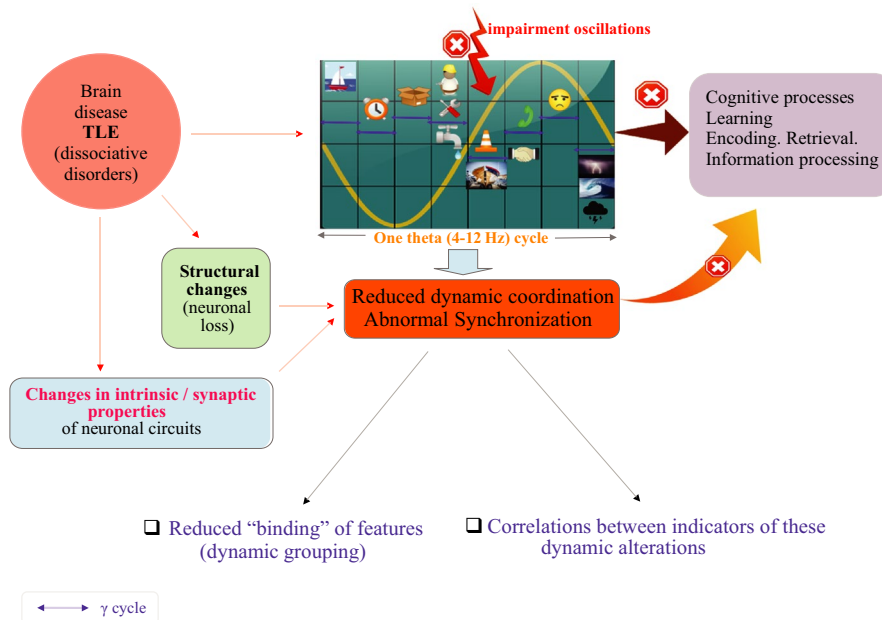 impairment oscillations
Brain
disease
TLE
(dissociative
disorders)
Cognitive processes
Learning
Encoding. Retrieval.
Information processing
One theta (4-12 Hz) cycle
Structural
changes
(neuronal
loss)
Reduced dynamic coordination
Abnormal Synchronization
Changes in intrinsic / synaptic
properties
of neuronal circuits
Reduced “binding” of features
(dynamic grouping)
Correlations between indicators of these
dynamic alterations
γ cycle